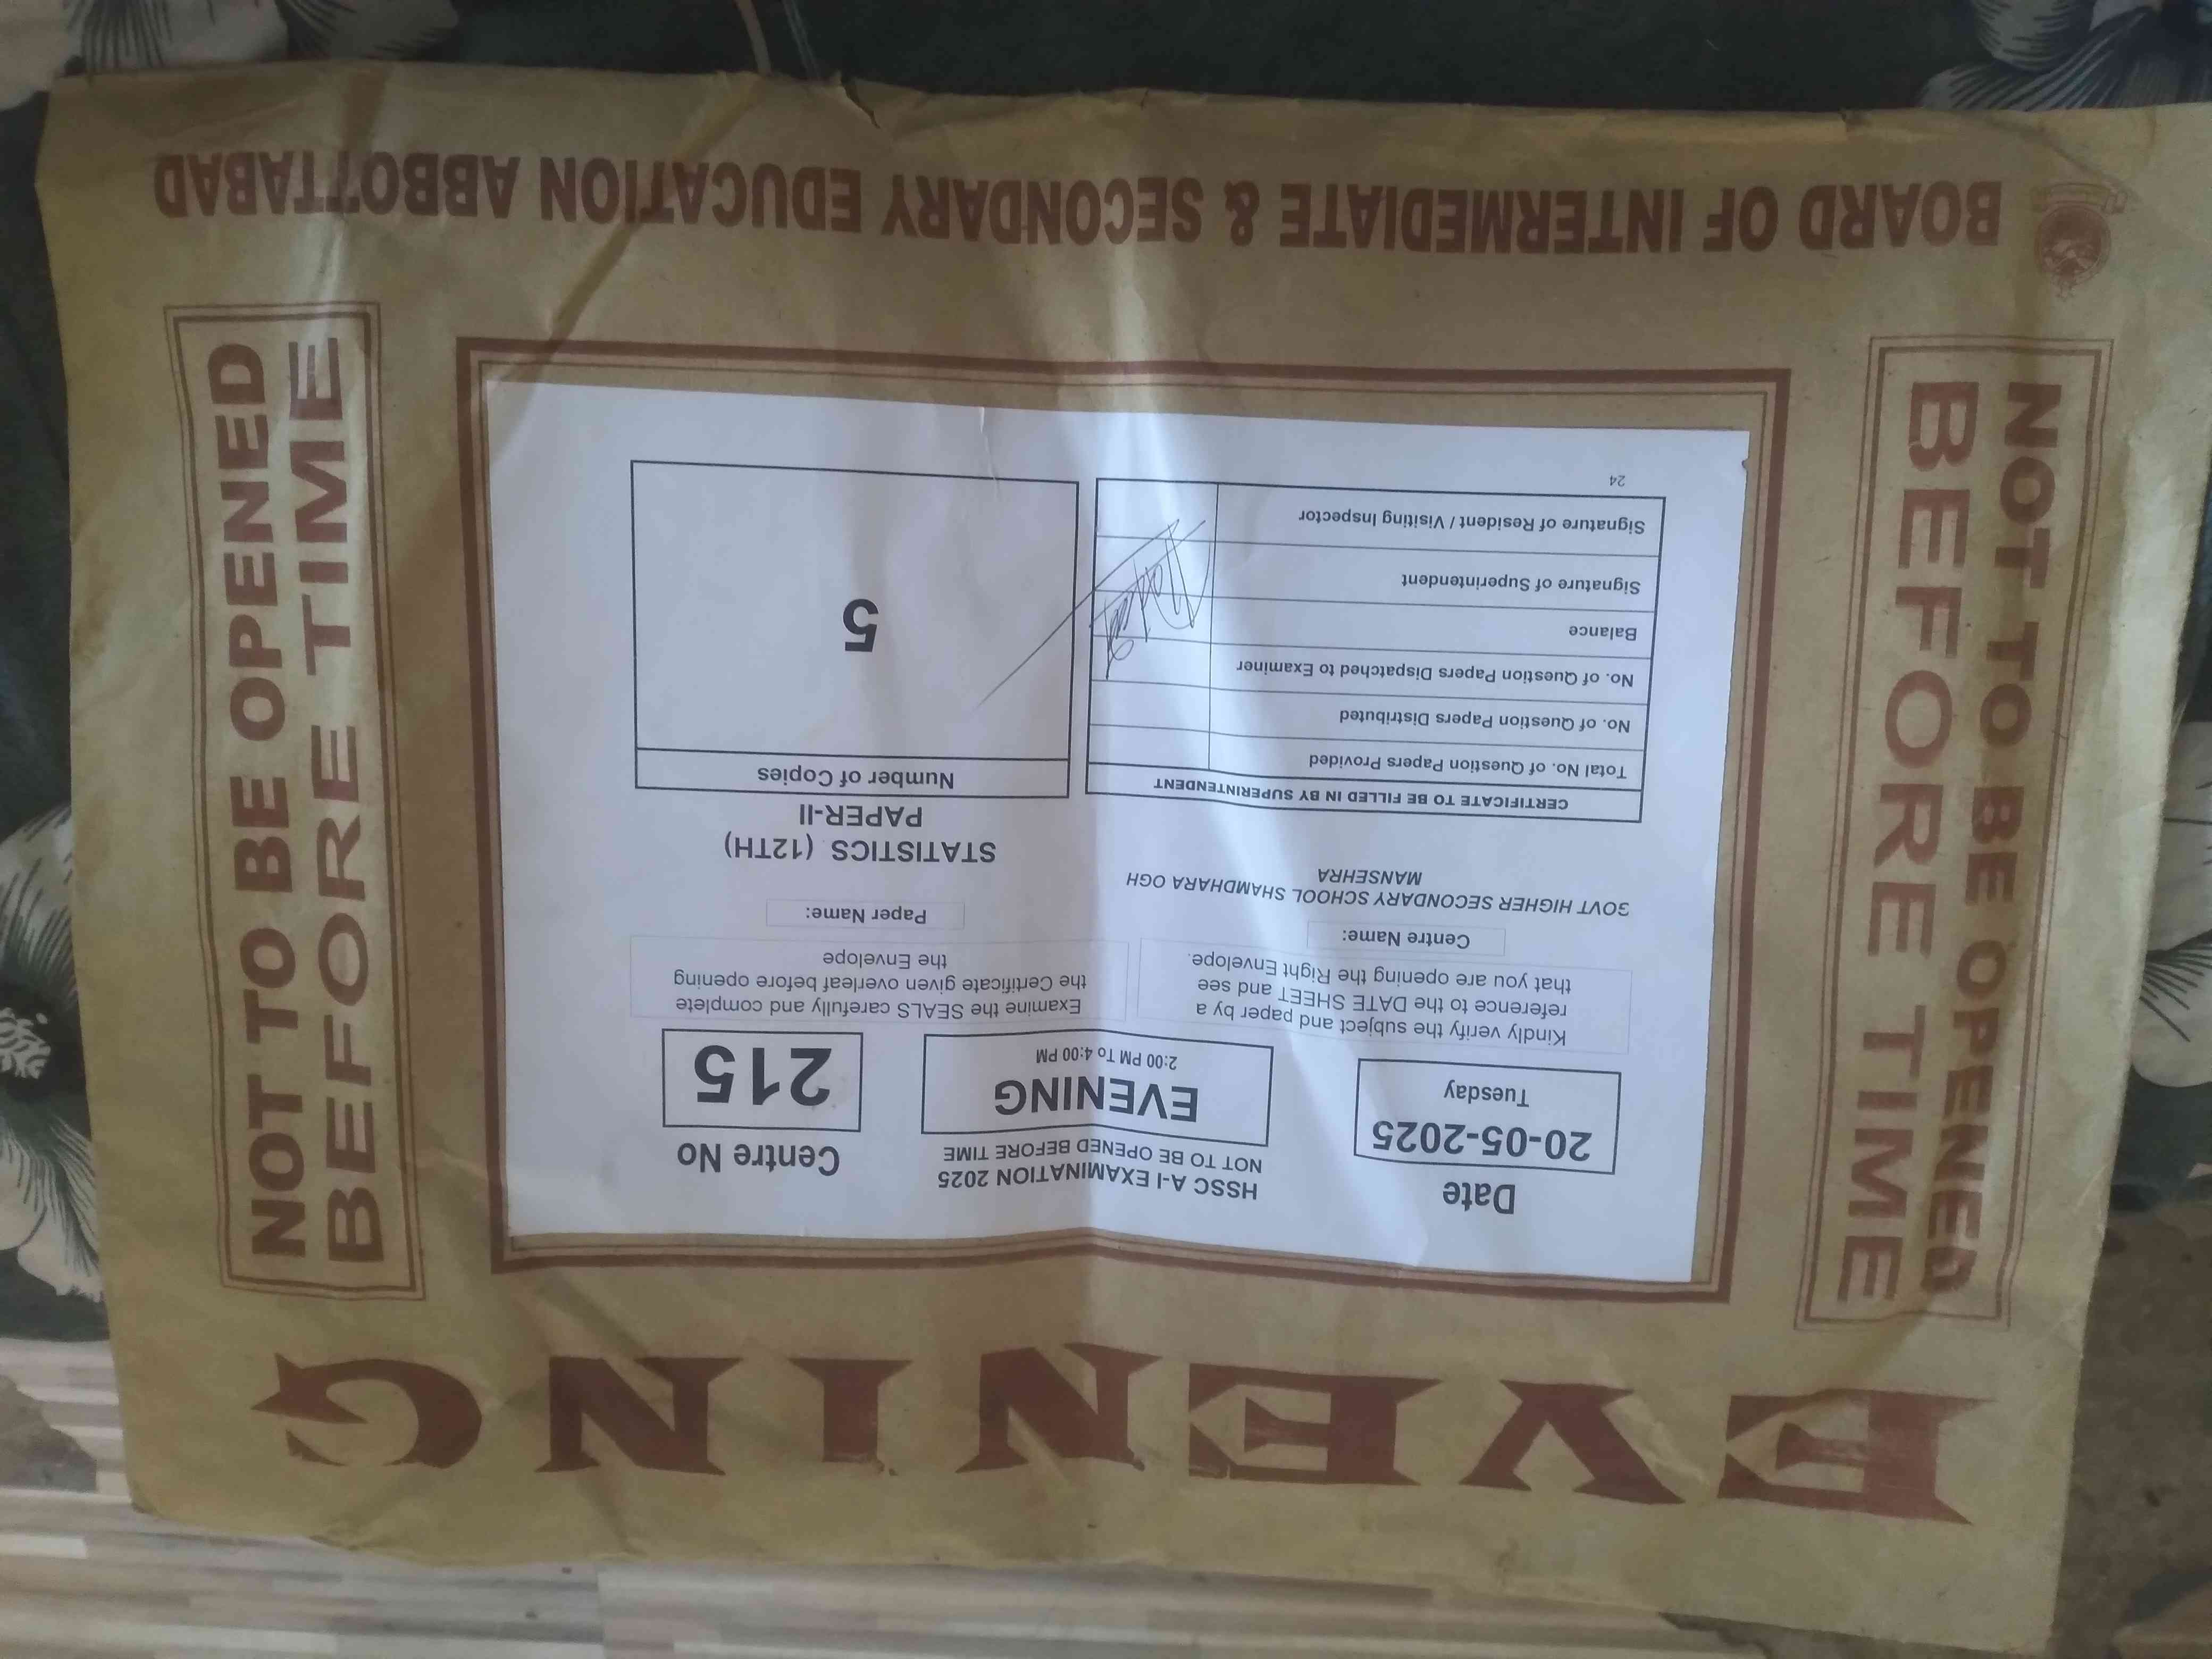 EVENING
NOT TO BE OPENED
BEFORE TIME
Date
20-05-2025
Tuesday
HSSC A-I EXAMINATION 2025
NOT TO BE OPENED BEFORE TIME
EVENING
2:00 PM To 4:00 PM
Centre No
215
Kindly verify the subject and paper by a
reference to the DATE SHEET and see
that you are opening the Right Envelope.
Examine the SEALS carefully and complete
the Certificate given overleaf before opening
the Envelope
Centre Name:
GOVT HIGHER SECONDARY SCHOOL SHAMDHARA OGH
MANSEHRA
Paper Name:
STATISTICS (12TH)
PAPER-II
CERTIFICATE TO BE FILLED IN BY SUPERINTENDENT
Total No. of Question Papers Provided
No. of Question Papers Distributed
No. of Question Papers Dispatched to Examiner
Balance
Signature of Superintendent
Signature of Resident / Visiting Inspector
24
Number of Copies
5
NOT TO BE OPENED
BEFORE TIME
BOARD OF INTERMEDIATE & SECONDARY EDUCATION ABBOTTABAD